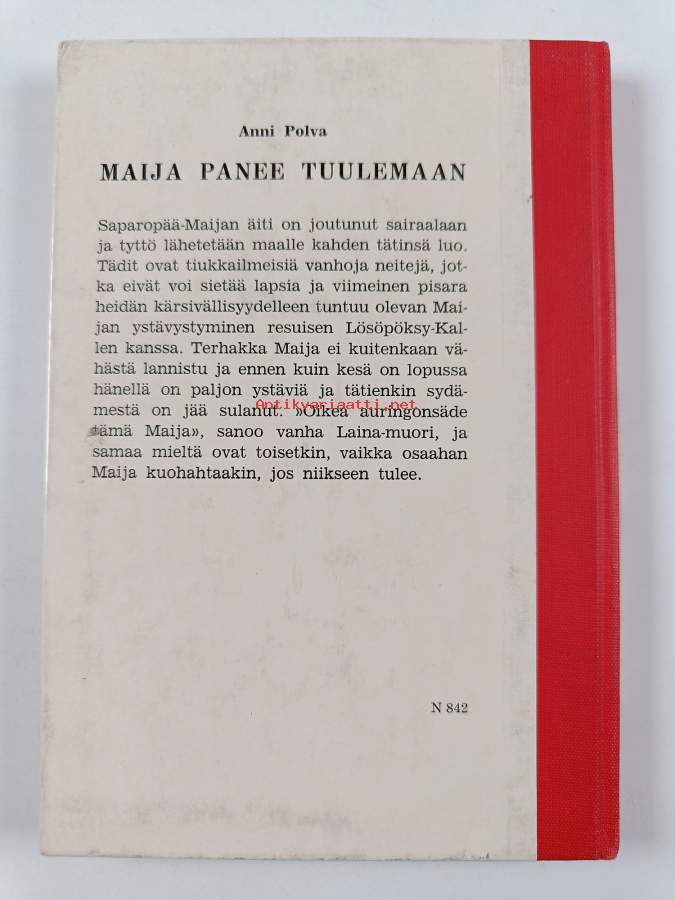 Anni Polva
MAIJA PANEE TUULEMAAN
Saparopää-Maijan äiti on joutunut sairaalaan
ja tyttö lähetetään maalle kahden tätinsä luo.
Tädit ovat tiukkailmeisiä vanhoja neitejä, jot-
ka eivät voi sietää lapsia ja viimeinen pisara
heidän kärsivällisyydelleen tuntuu olevan Mai-
jan ystävystyminen resuisen Lösöpöksy-Kal-
len kanssa. Terhakka Maija ei kuitenkaan vä-
hästä lannistu ja ennen kuin kesä on lopussa
hänellä on paljon ystäviä ja tätienkin sydä-
mestä on jää sulanut. »Oikea auringonsäde
Antikvariaatti.net
tämä Maija», sanoo vanha Laina-muori, ja
samaa mieltä ovat toisetkin, vaikka osaahan
Maija kuohahtaakin, jos niikseen tulee.
N 842